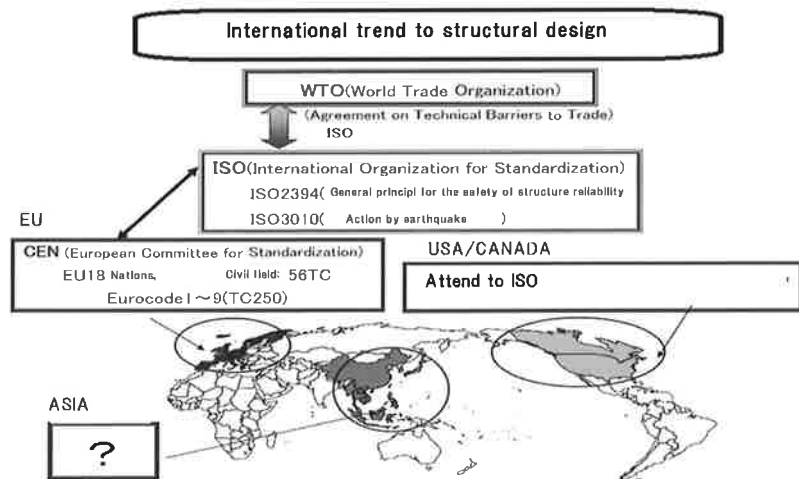 International trend to structural design
WTO(World Trade Organization)
(Agreement on Technical Barriers to Trade)
ISO
ISO(International Organization for Standardization)
ISO2394( General principl for the safety of structure reliability
ISO3010( Action by earthquake )
EU
CEN (European Committee for Standardization)
EU18 Nations, Civil field: 56TC
Eurocode1～9(TC250)
USA/CANADA
Attend to ISO
ASIA
?